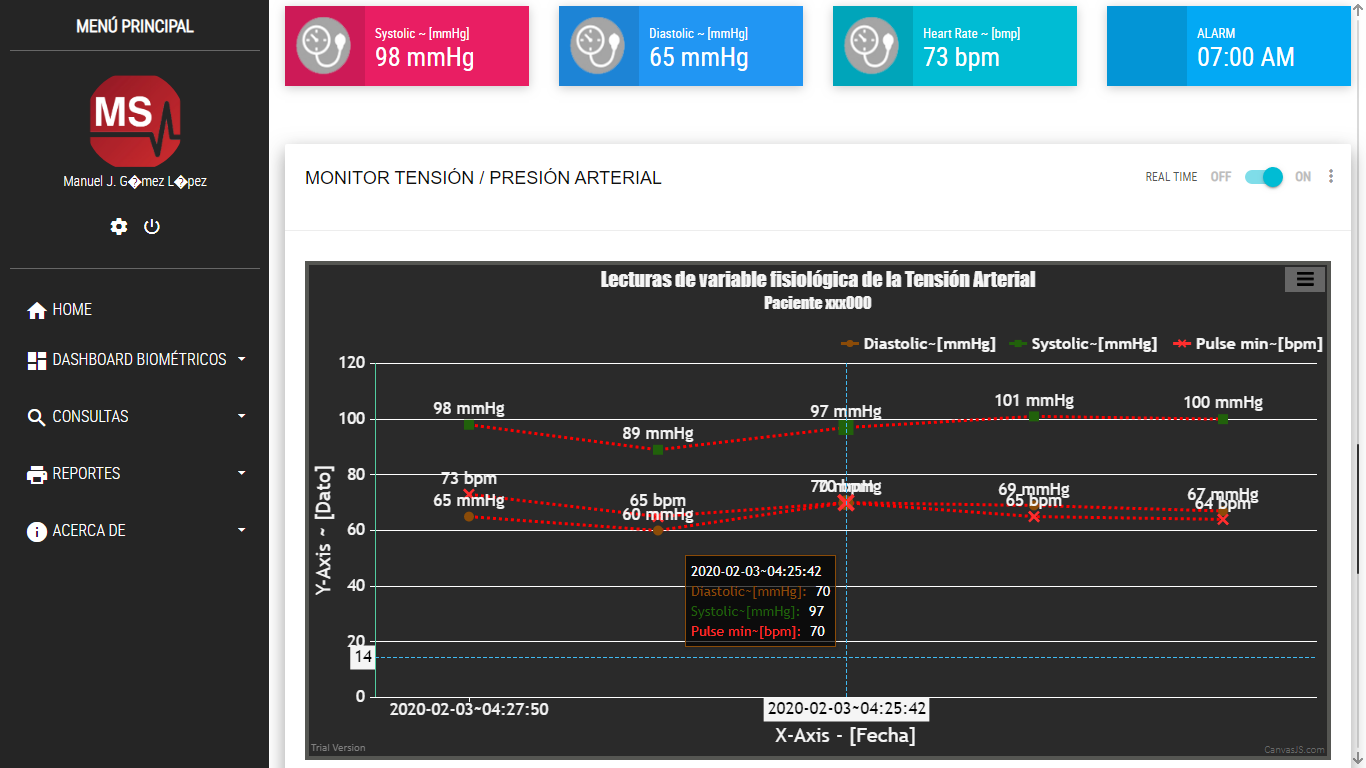 MENÚ PRINCIPAL
MS
Manuel J. G�mez L�pez
HOME
DASHBOARD BIOMÉTRICOS
CONSULTAS
REPORTES
ACERCA DE
Systolic ~ [mmHg]
98 mmHg
Diastolic ~ [mmHg]
65 mmHg
Heart Rate ~ [bmp]
73 bpm
ALARM
07:00 AM
MONITOR TENSIÓN / PRESIÓN ARTERIAL
REAL TIME OFF ON
Lecturas de variable fisiológica de la Tensión Arterial
Paciente xxx000
Diastolic~[mmHg] Systolic~[mmHg] Pulse min~[bpm]
Y-Axis ~ [Dato]
120
100
80
60
40
20
14
0
98 mmHg
89 mmHg
97 mmHg
101 mmHg
100 mmHg
73 bpm
65 mmHg
65 bpm
60 mmHg
70 bpm
70 mmHg
69 mmHg
65 bpm
67 mmHg
64 bpm
2020-02-03~04:25:42
Diastolic~[mmHg]: 70
Systolic~[mmHg]: 97
Pulse min~[bpm]: 70
2020-02-03~04:27:50
2020-02-03~04:25:42
X-Axis - [Fecha]
Trial Version
CanvasJS.com